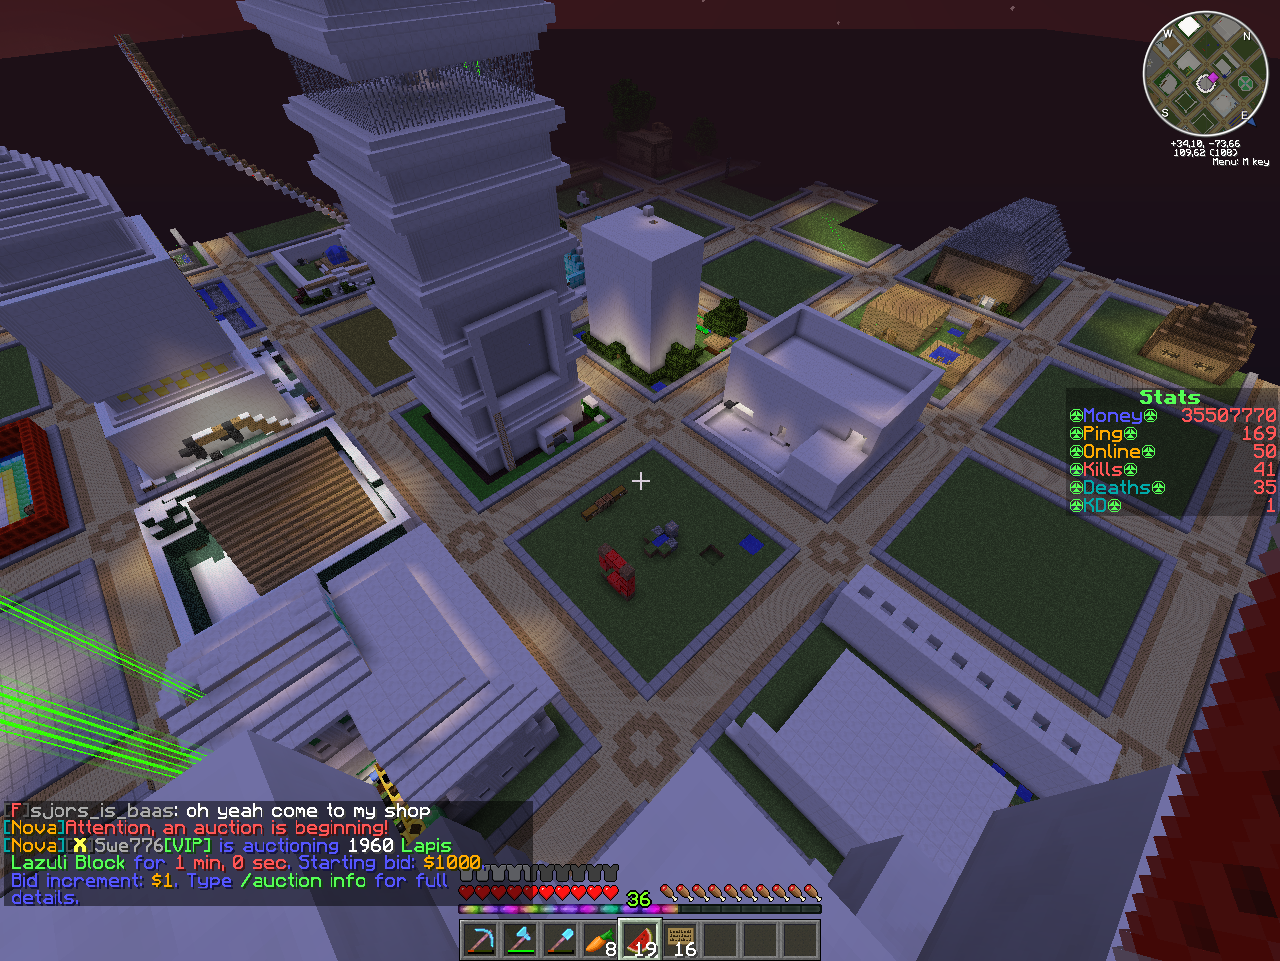 W N
S E
+34,10, -73,66
109,62 (108)
Menu: M key
Stats
Money 35507770
Ping 169
Online 50
Kills 41
Deaths 35
KD 1
[F]sjors_is_baas: oh yeah come to my shop
[Nova]Attention, an auction is beginning!
[Nova][X]Swe776[VIP] is auctioning 1960 Lapis
Lazuli Block for 1 min, 0 sec. Starting bid: $1000.
Bid increment: $1. Type /auction info for full
details.
36
8 19 16